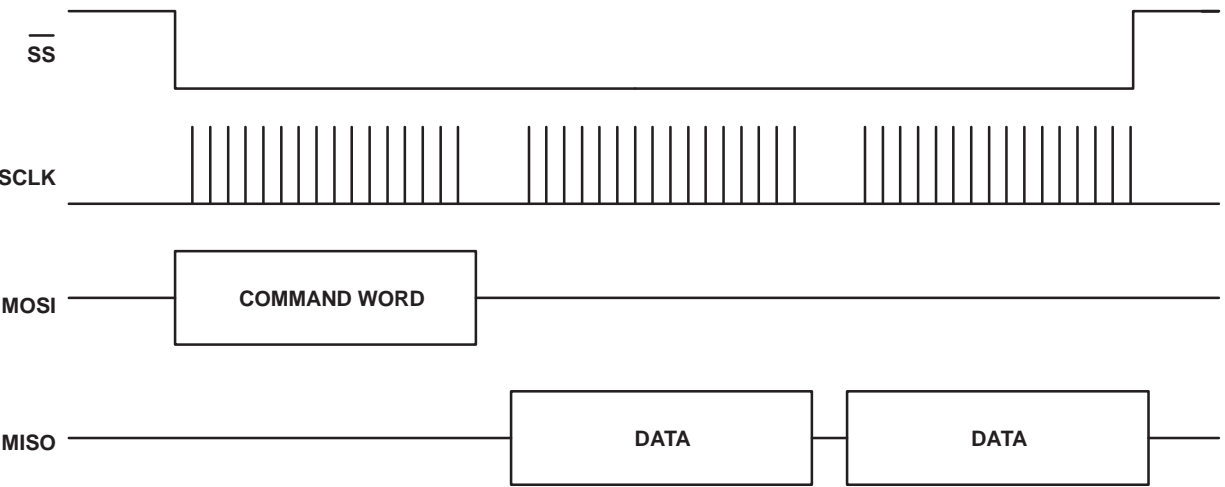 SS
SCLK
MOSI
COMMAND WORD
MISO
DATA
DATA